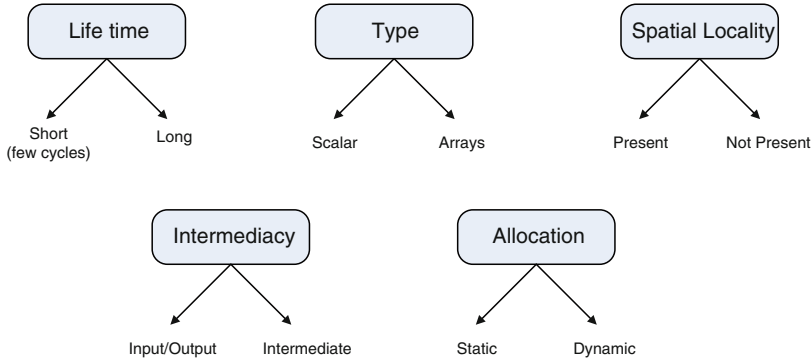 Life time
Type
Spatial Locality
Short
(few cycles)
Long
Scalar
Arrays
Present
Not Present
Intermediacy
Allocation
Input/Output
Intermediate
Static
Dynamic